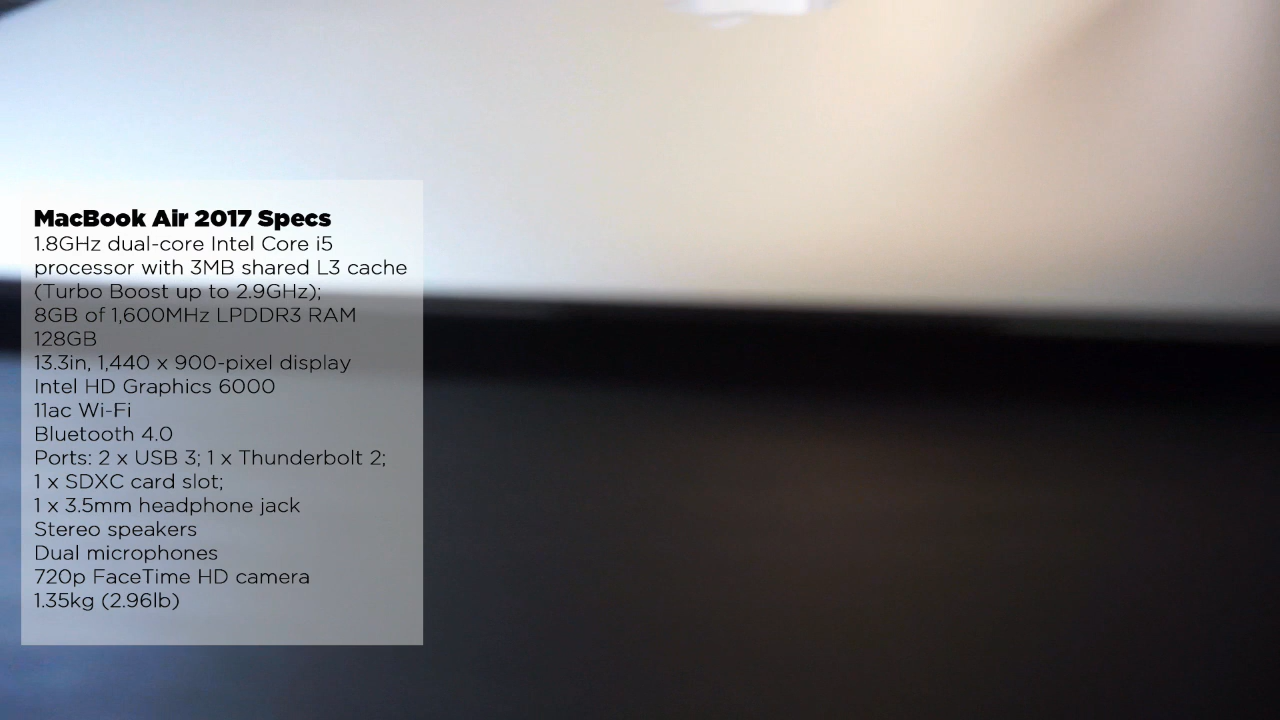 MacBook Air 2017 Specs
1.8GHz dual-core Intel Core i5
processor with 3MB shared L3 cache
(Turbo Boost up to 2.9GHz);
8GB of 1,600MHz LPDDR3 RAM
128GB
13.3in, 1,440 x 900-pixel display
Intel HD Graphics 6000
11ac Wi-Fi
Bluetooth 4.0
Ports: 2 x USB 3; 1 x Thunderbolt 2;
1 x SDXC card slot;
1 x 3.5mm headphone jack
Stereo speakers
Dual microphones
720p FaceTime HD camera
1.35kg (2.96lb)